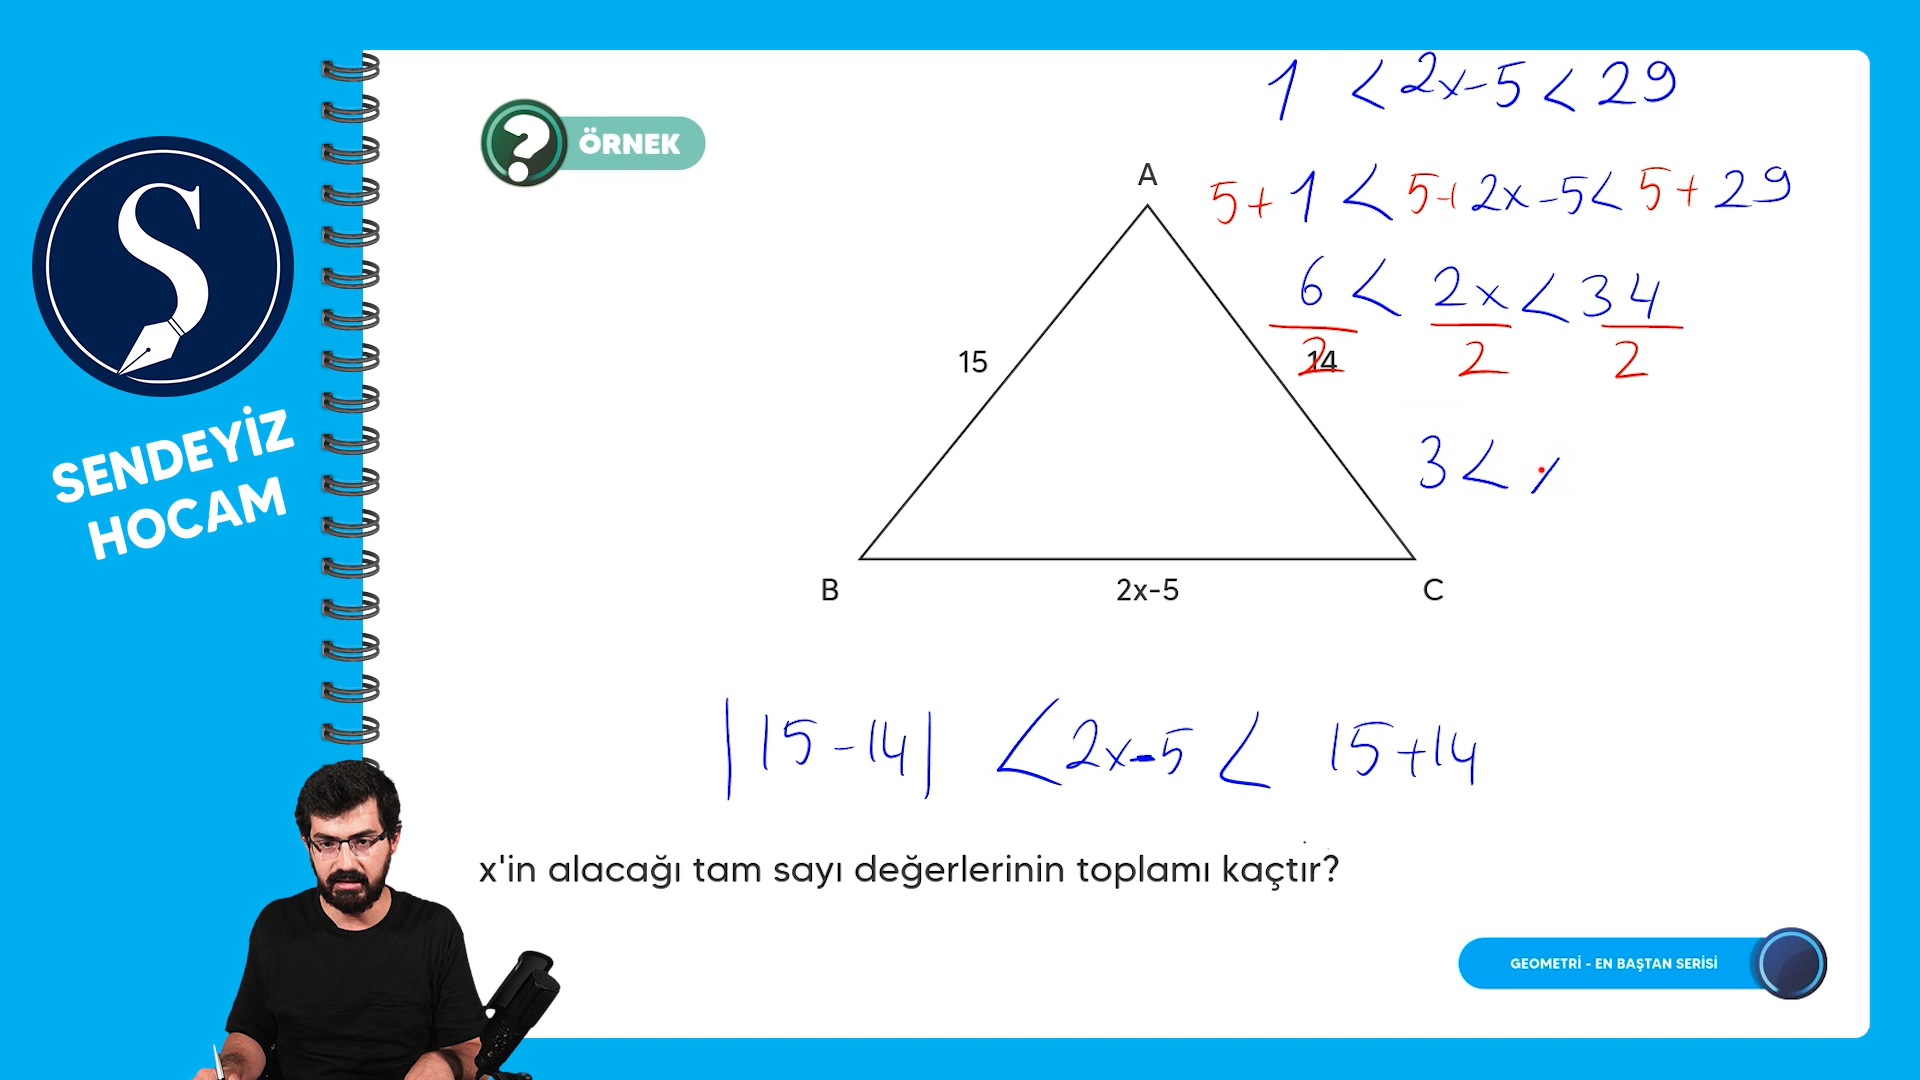 SENDEYİZ
HOCAM
ÖRNEK
1 < 2x-5 < 29
5+ 1 < 5+ 2x-5 < 5+ 29
6 < 2x < 34
2 2 2
3 <
A
15
14
B
2x-5
C
|15-14| < 2x-5 < 15+14
x'in alacağı tam sayı değerlerinin toplamı kaçtır?
GEOMETRİ - EN BAŞTAN SERİSİ